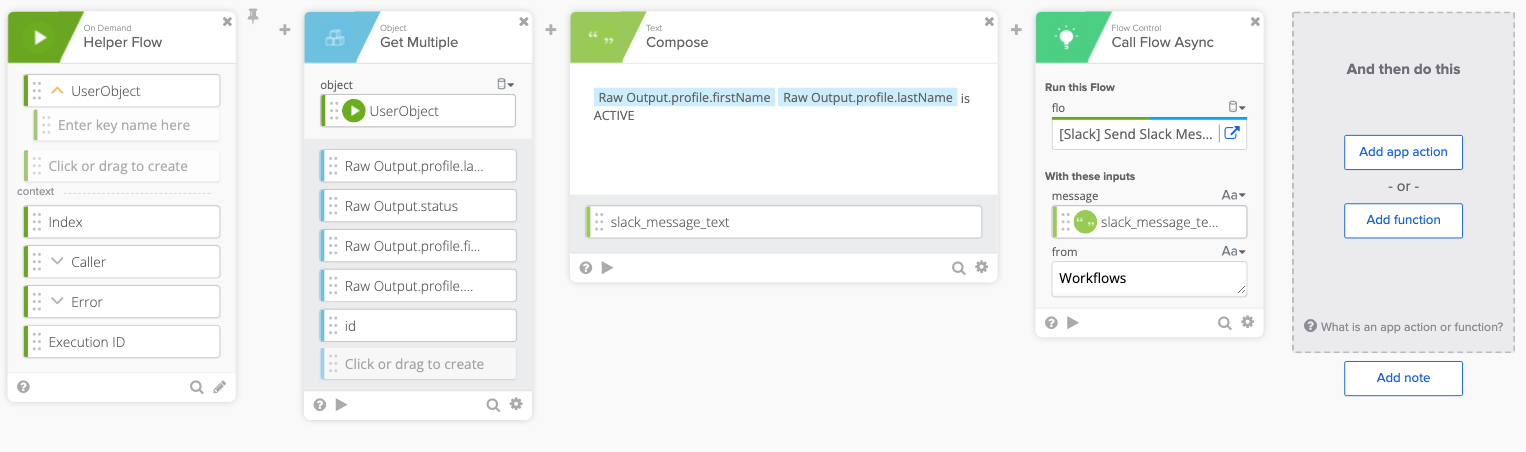 On Demand
Helper Flow
UserObject
Enter key name here
Click or drag to create
context
Index
Caller
Error
Execution ID
Object
Get Multiple
object
UserObject
Raw Output.profile.la...
Raw Output.status
Raw Output.profile.fi...
Raw Output.profile....
id
Click or drag to create
Text
Compose
Raw Output.profile.firstName Raw Output.profile.lastName is
ACTIVE
slack_message_text
Flow Control
Call Flow Async
Run this Flow
flo
[Slack] Send Slack Mes...
With these inputs
message
Aa
slack_message_te...
from
Aa
Workflows
And then do this
Add app action
- or -
Add function
What is an app action or function?
Add note